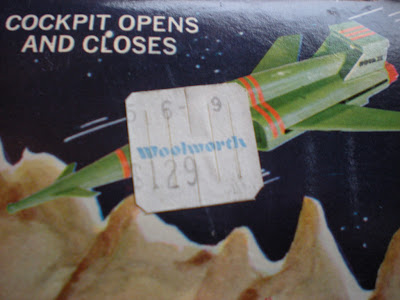 COCKPIT OPENS
AND CLOSES
6-9
Woolworth
129